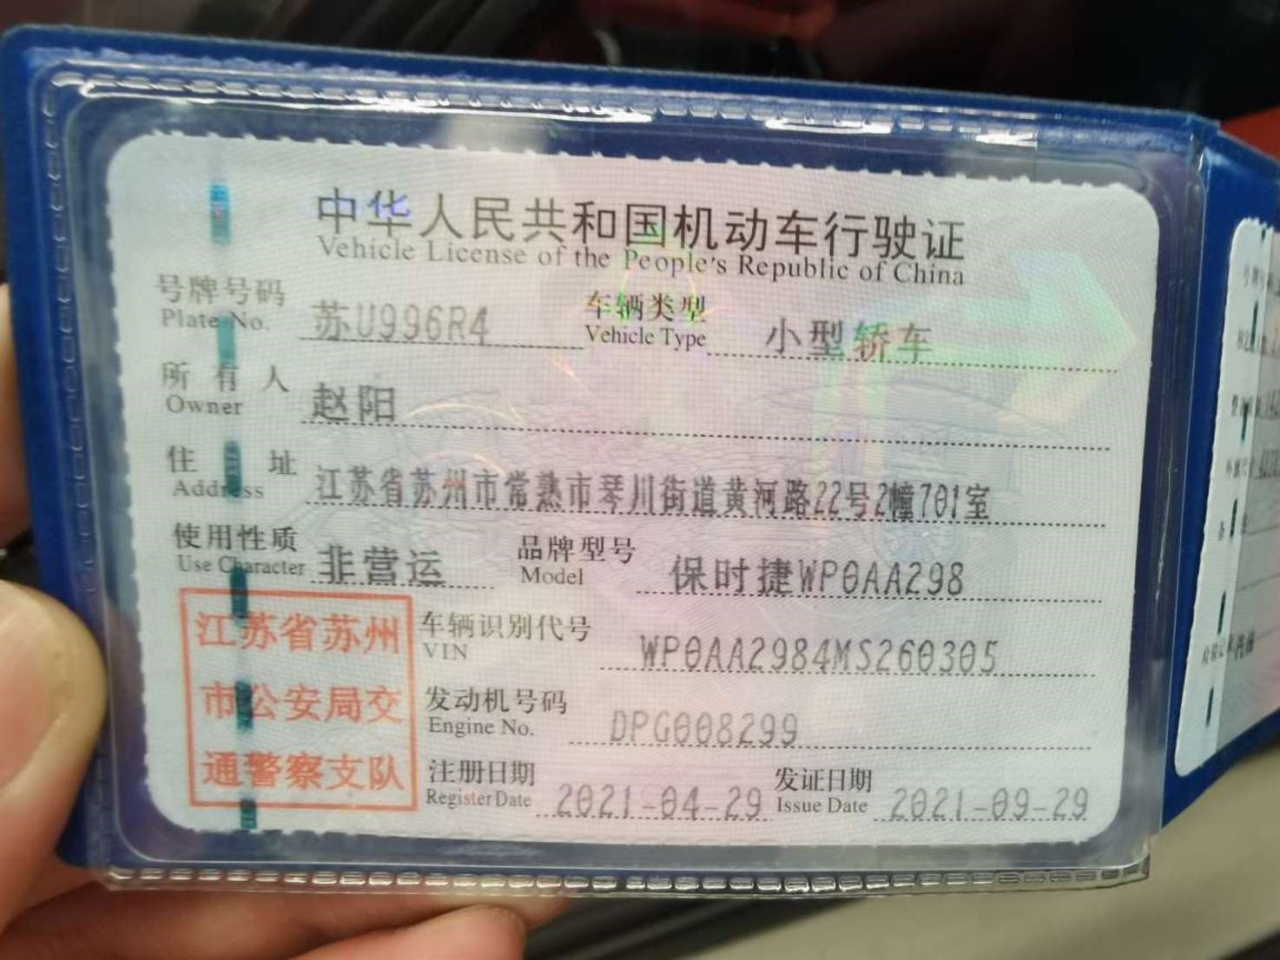 中华人民共和国机动车行驶证
Vehicle License of the People's Republic of China
号牌号码 苏U996R4 车辆类型 小型轿车
Plate No. Vehicle Type
所有人 赵阳
Owner
住址 江苏省苏州市常熟市琴川街道黄河路22号2幢701室
Address
使用性质 非营运 品牌型号 保时捷WP0AA298
Use Character Model
江苏省苏州
市公安局交
通警察支队
车辆识别代号 WP0AA2984MS260305
VIN
发动机号码 DPG008299
Engine No.
注册日期 2021-04-29 发证日期 2021-09-29
Register Date Issue Date